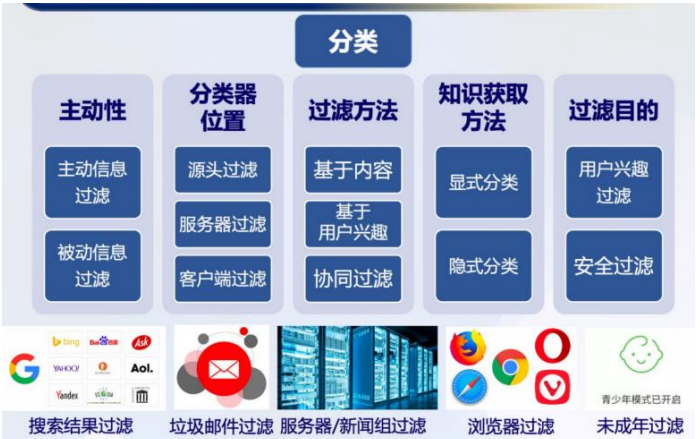 分类
主动性
主动信息
过滤
被动信息
过滤
分类器
位置
源头过滤
服务器过滤
客户端过滤
过滤方法
基于内容
基于
用户兴趣
协同过滤
知识获取
方法
显式分类
隐式分类
过滤目的
用户兴趣
过滤
安全过滤
bing
Bai百度
Ask
YAHOO!
Aol.
Yandex
青少年模式已开启
搜索结果过滤
垃圾邮件过滤
服务器/新闻组过滤
浏览器过滤
未成年过滤